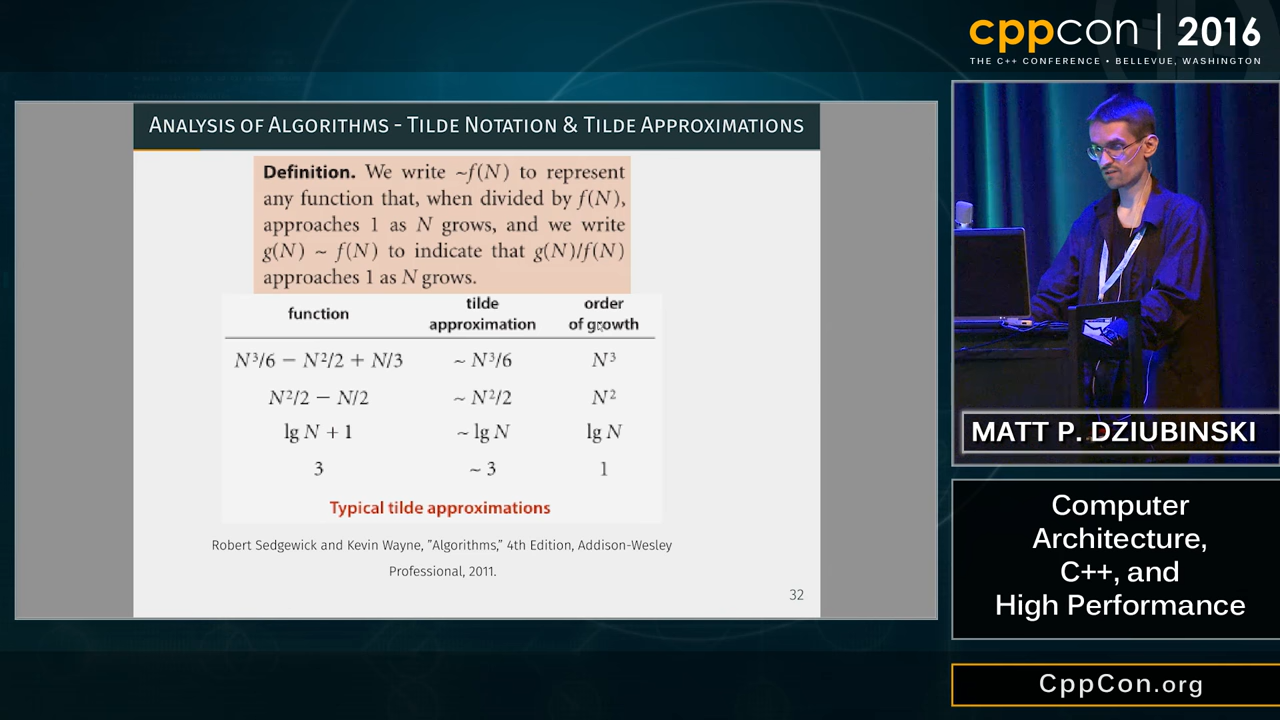 cppcon | 2016
THE C++ CONFERENCE • BELLEVUE, WASHINGTON
ANALYSIS OF ALGORITHMS - TILDE NOTATION & TILDE APPROXIMATIONS
Definition. We write ~f(N) to represent
any function that, when divided by f(N),
approaches 1 as N grows, and we write
g(N) ~ f(N) to indicate that g(N)/f(N)
approaches 1 as N grows.
function tilde approximation order of growth
N³/6 − N²/2 + N/3 ~ N³/6 N³
N²/2 − N/2 ~ N²/2 N²
lg N + 1 ~ lg N lg N
3 ~ 3 1
Typical tilde approximations
Robert Sedgewick and Kevin Wayne, "Algorithms," 4th Edition, Addison-Wesley
Professional, 2011.
32
MATT P. DZIUBINSKI
Computer
Architecture,
C++, and
High Performance
CppCon.org